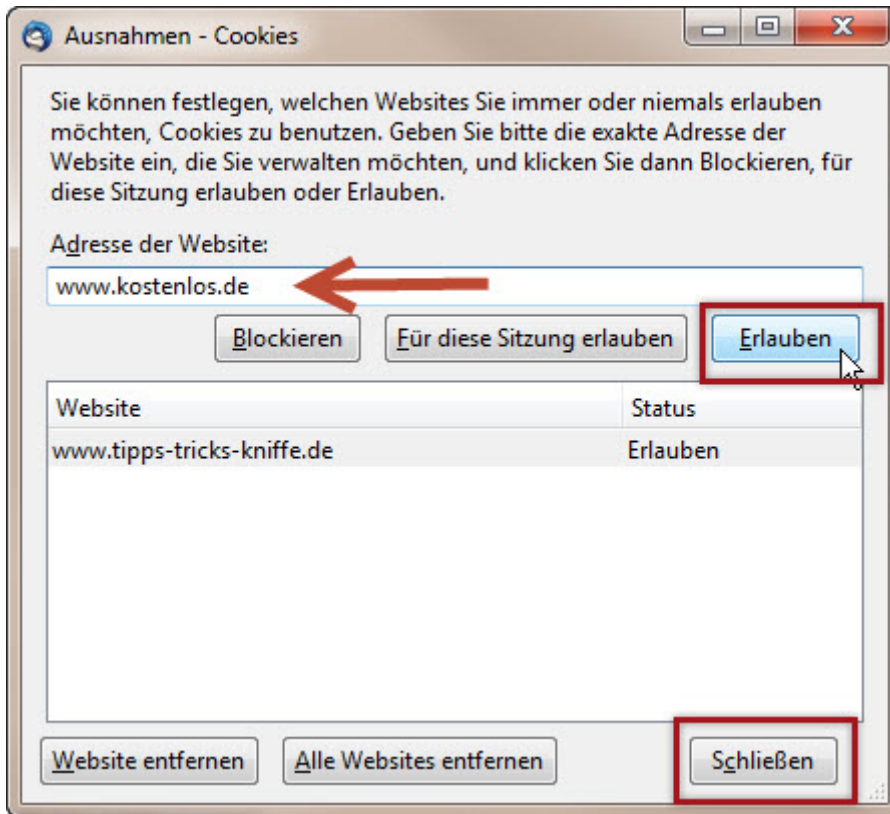 Ausnahmen - Cookies
Sie können festlegen, welchen Websites Sie immer oder niemals erlauben
möchten, Cookies zu benutzen. Geben Sie bitte die exakte Adresse der
Website ein, die Sie verwalten möchten, und klicken Sie dann Blockieren, für
diese Sitzung erlauben oder Erlauben.
Adresse der Website:
www.kostenlos.de
Blockieren Für diese Sitzung erlauben Erlauben
Website Status
www.tipps-tricks-kniffe.de Erlauben
Website entfernen Alle Websites entfernen Schließen